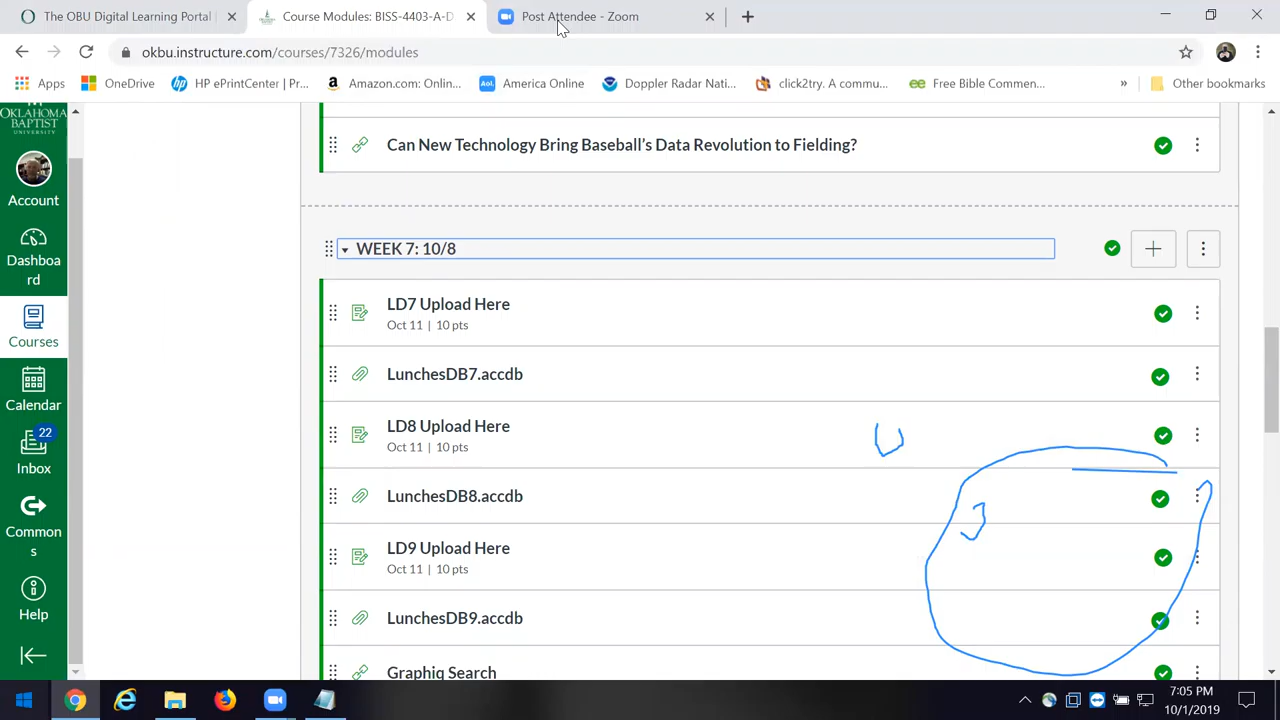 The OBU Digital Learning Portal
Course Modules: BISS-4403-A-D
Post Attendee - Zoom
okbu.instructure.com/courses/7326/modules
Apps
OneDrive
HP ePrintCenter | Pr...
Amazon.com: Onlin...
America Online
Doppler Radar Nati...
click2try. A commu...
Free Bible Commen...
»
Other bookmarks
OKLAHOMA
BAPTIST
UNIVERSITY
Account
Dashboa
rd
Courses
Calendar
22
Inbox
Common
s
Help
Can New Technology Bring Baseball's Data Revolution to Fielding?
WEEK 7: 10/8
LD7 Upload Here
Oct 11 | 10 pts
LunchesDB7.accdb
LD8 Upload Here
Oct 11 | 10 pts
LunchesDB8.accdb
LD9 Upload Here
Oct 11 | 10 pts
LunchesDB9.accdb
Graphiq Search
7:05 PM
10/1/2019